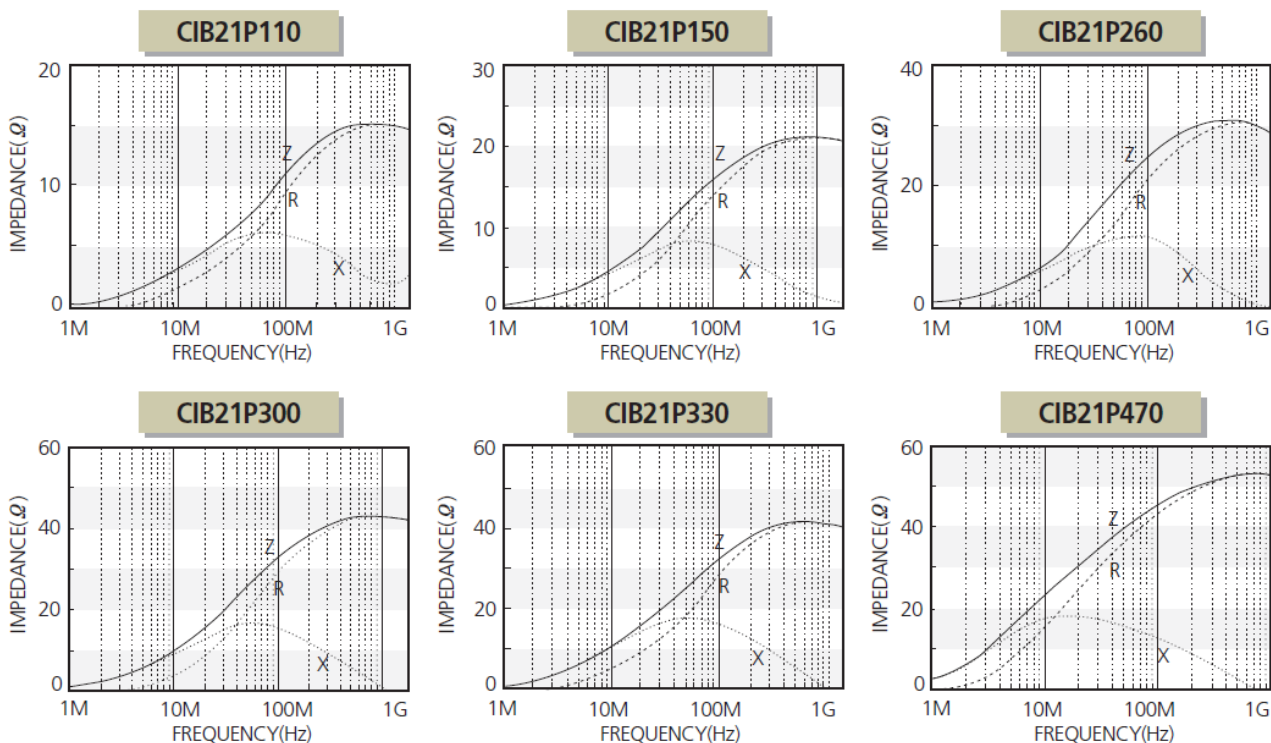 CIB21P110
20
10
0
IMPEDANCE(Ω)
Z
R
X
1M 10M 100M 1G
FREQUENCY(Hz)
CIB21P150
30
20
10
0
IMPEDANCE(Ω)
Z
R
X
1M 10M 100M 1G
FREQUENCY(Hz)
CIB21P260
40
20
0
IMPEDANCE(Ω)
Z
R
X
1M 10M 100M 1G
FREQUENCY(Hz)
CIB21P300
60
40
20
0
IMPEDANCE(Ω)
Z
R
X
1M 10M 100M 1G
FREQUENCY(Hz)
CIB21P330
60
40
20
0
IMPEDANCE(Ω)
Z
R
X
1M 10M 100M 1G
FREQUENCY(Hz)
CIB21P470
60
40
20
0
IMPEDANCE(Ω)
Z
R
X
1M 10M 100M 1G
FREQUENCY(Hz)